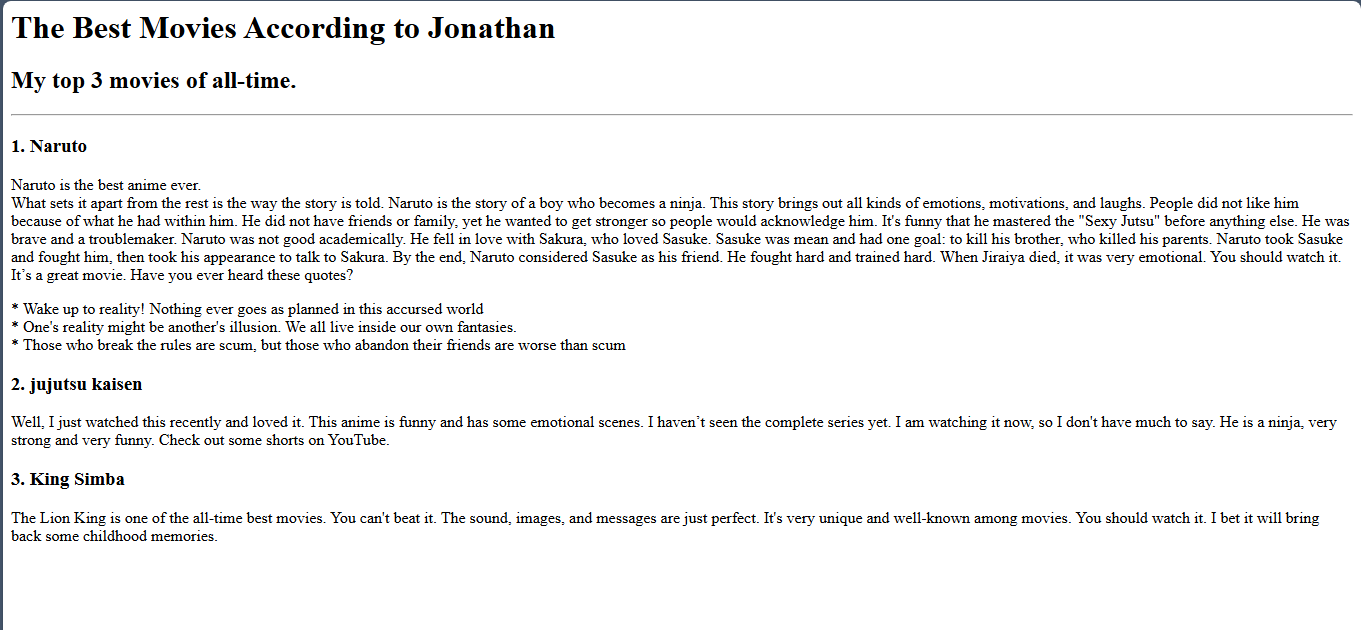 The Best Movies According to Jonathan
My top 3 movies of all-time.
1. Naruto
Naruto is the best anime ever.
What sets it apart from the rest is the way the story is told. Naruto is the story of a boy who becomes a ninja. This story brings out all kinds of emotions, motivations, and laughs. People did not like him
because of what he had within him. He did not have friends or family, yet he wanted to get stronger so people would acknowledge him. It's funny that he mastered the "Sexy Jutsu" before anything else. He was
brave and a troublemaker. Naruto was not good academically. He fell in love with Sakura, who loved Sasuke. Sasuke was mean and had one goal: to kill his brother, who killed his parents. Naruto took Sasuke
and fought him, then took his appearance to talk to Sakura. By the end, Naruto considered Sasuke as his friend. He fought hard and trained hard. When Jiraiya died, it was very emotional. You should watch it.
It’s a great movie. Have you ever heard these quotes?
* Wake up to reality! Nothing ever goes as planned in this accursed world
* One's reality might be another's illusion. We all live inside our own fantasies.
* Those who break the rules are scum, but those who abandon their friends are worse than scum
2. jujutsu kaisen
Well, I just watched this recently and loved it. This anime is funny and has some emotional scenes. I haven’t seen the complete series yet. I am watching it now, so I don't have much to say. He is a ninja, very
strong and very funny. Check out some shorts on YouTube.
3. King Simba
The Lion King is one of the all-time best movies. You can't beat it. The sound, images, and messages are just perfect. It's very unique and well-known among movies. You should watch it. I bet it will bring
back some childhood memories.